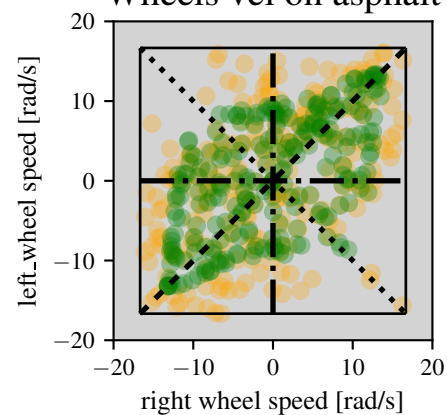 Wheels vel on asphalt
20
10
0
−10
−20
−20 −10 0 10 20
left_wheel speed [rad/s]
right wheel speed [rad/s]